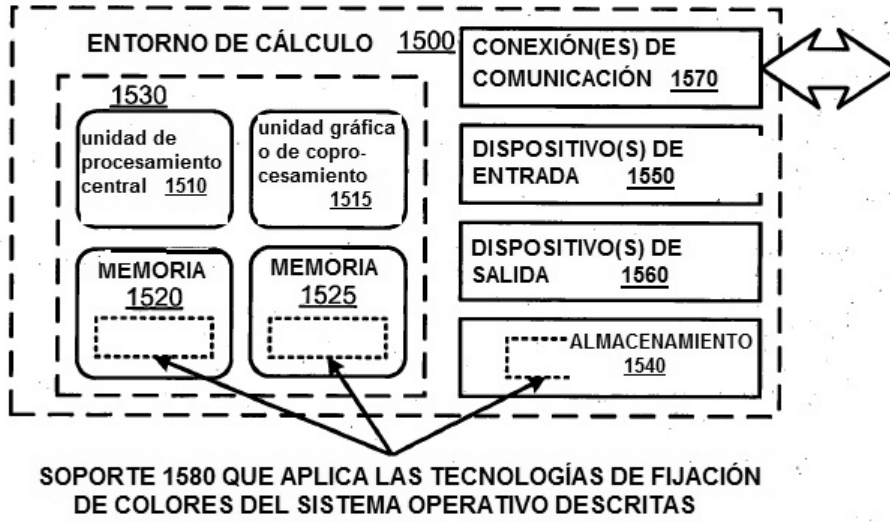 ENTORNO DE CÁLCULO 1500
1530
unidad de
procesamiento
central 1510
unidad gráfica
o de copro-
cesamiento
1515
MEMORIA
1520
MEMORIA
1525
CONEXIÓN(ES) DE
COMUNICACIÓN 1570
DISPOSITIVO(S) DE
ENTRADA 1550
DISPOSITIVO(S) DE
SALIDA 1560
ALMACENAMIENTO
1540
SOPORTE 1580 QUE APLICA LAS TECNOLOGÍAS DE FIJACIÓN
DE COLORES DEL SISTEMA OPERATIVO DESCRITAS